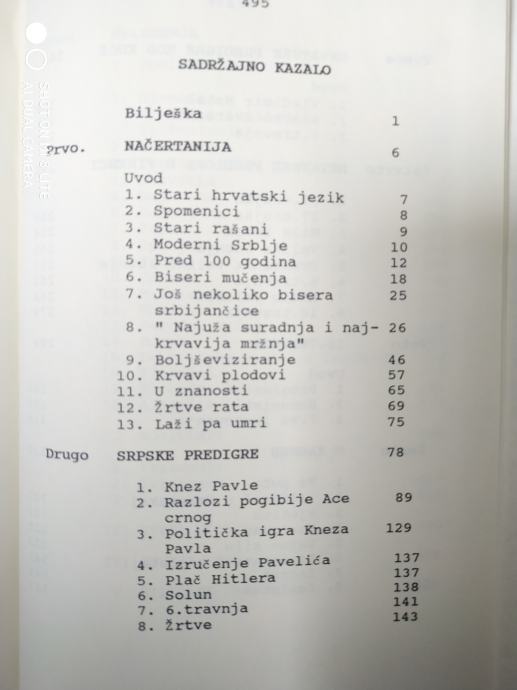 495
SADRŽAJNO KAZALO
Bilješka 1
prvo. NAČERTANIJA 6
Uvod
1. Stari hrvatski jezik 7
2. Spomenici 8
3. Stari rašani 9
4. Moderni Srblje 10
5. Pred 100 godina 12
6. Biseri mučenja 18
7. Još nekoliko bisera 25
srbijančice
8. " Najuža suradnja i naj- 26
krvavija mržnja"
9. Boljševiziranje 46
10. Krvavi plodovi 57
11. U znanosti 65
12. Žrtve rata 69
13. Laži pa umri 75
Drugo SRPSKE PREDIGRE 78
1. Knez Pavle
2. Razlozi pogibije Ace 89
crnog
3. Politička igra Kneza 129
Pavla
4. Izručenje Pavelića 137
5. Plač Hitlera 137
6. Solun 138
7. 6.travnja 141
8. Žrtve 143
AI DUAL CAMERA